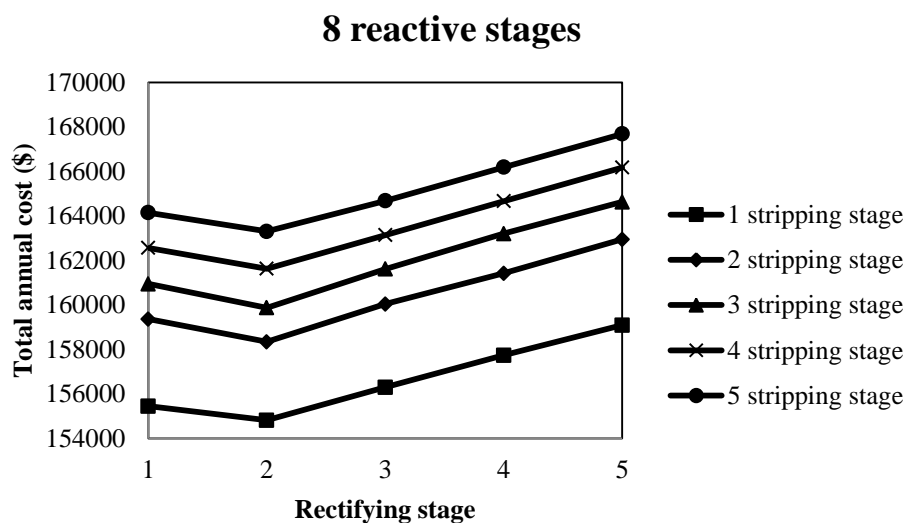 8 reactive stages
Total annual cost ($)
170000
168000
166000
164000
162000
160000
158000
156000
154000
1 2 3 4 5
Rectifying stage
1 stripping stage
2 stripping stage
3 stripping stage
4 stripping stage
5 stripping stage